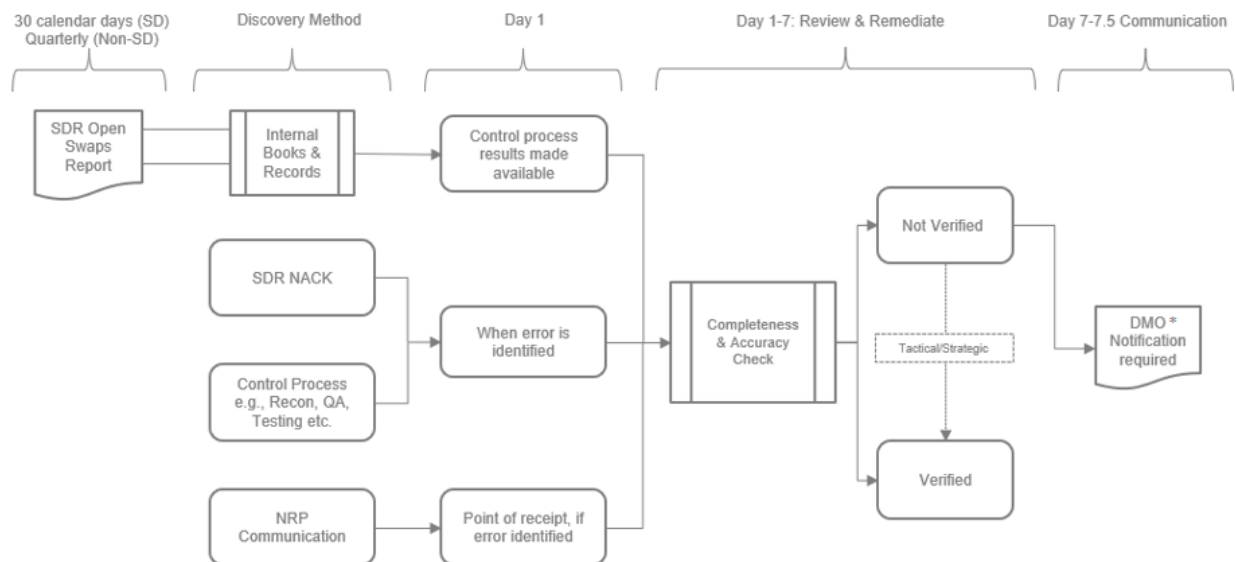 30 calendar days (SD)
Quarterly (Non-SD)
Discovery Method
Day 1
Day 1-7: Review & Remediate
Day 7-7.5 Communication
SDR Open
Swaps
Report
Internal
Books &
Records
Control process
results made
available
Not Verified
SDR NACK
When error is
identified
Completeness
& Accuracy
Check
Tactical/Strategic
DMO *
Notification
required
Control Process
e.g., Recon, QA,
Testing etc.
Verified
NRP
Communication
Point of receipt, if
error identified